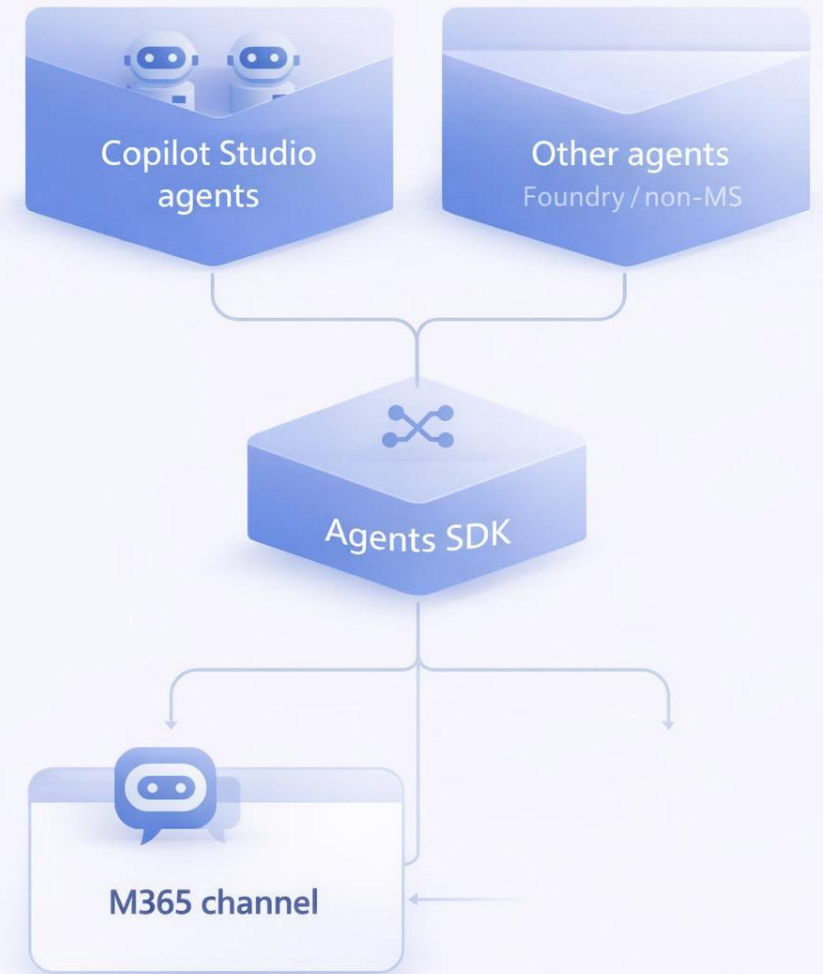 Copilot Studio
agents
Other agents
Foundry / non-MS
Agents SDK
M365 channel